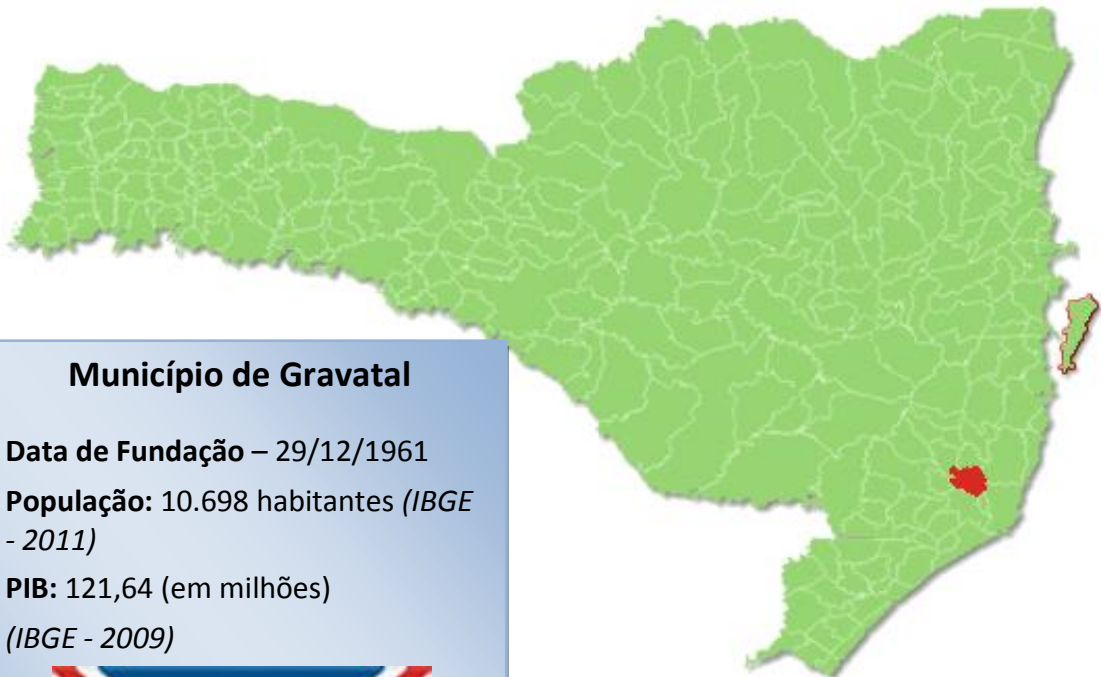 Município de Gravatal
Data de Fundação – 29/12/1961
População: 10.698 habitantes (IBGE
- 2011)
PIB: 121,64 (em milhões)
(IBGE - 2009)